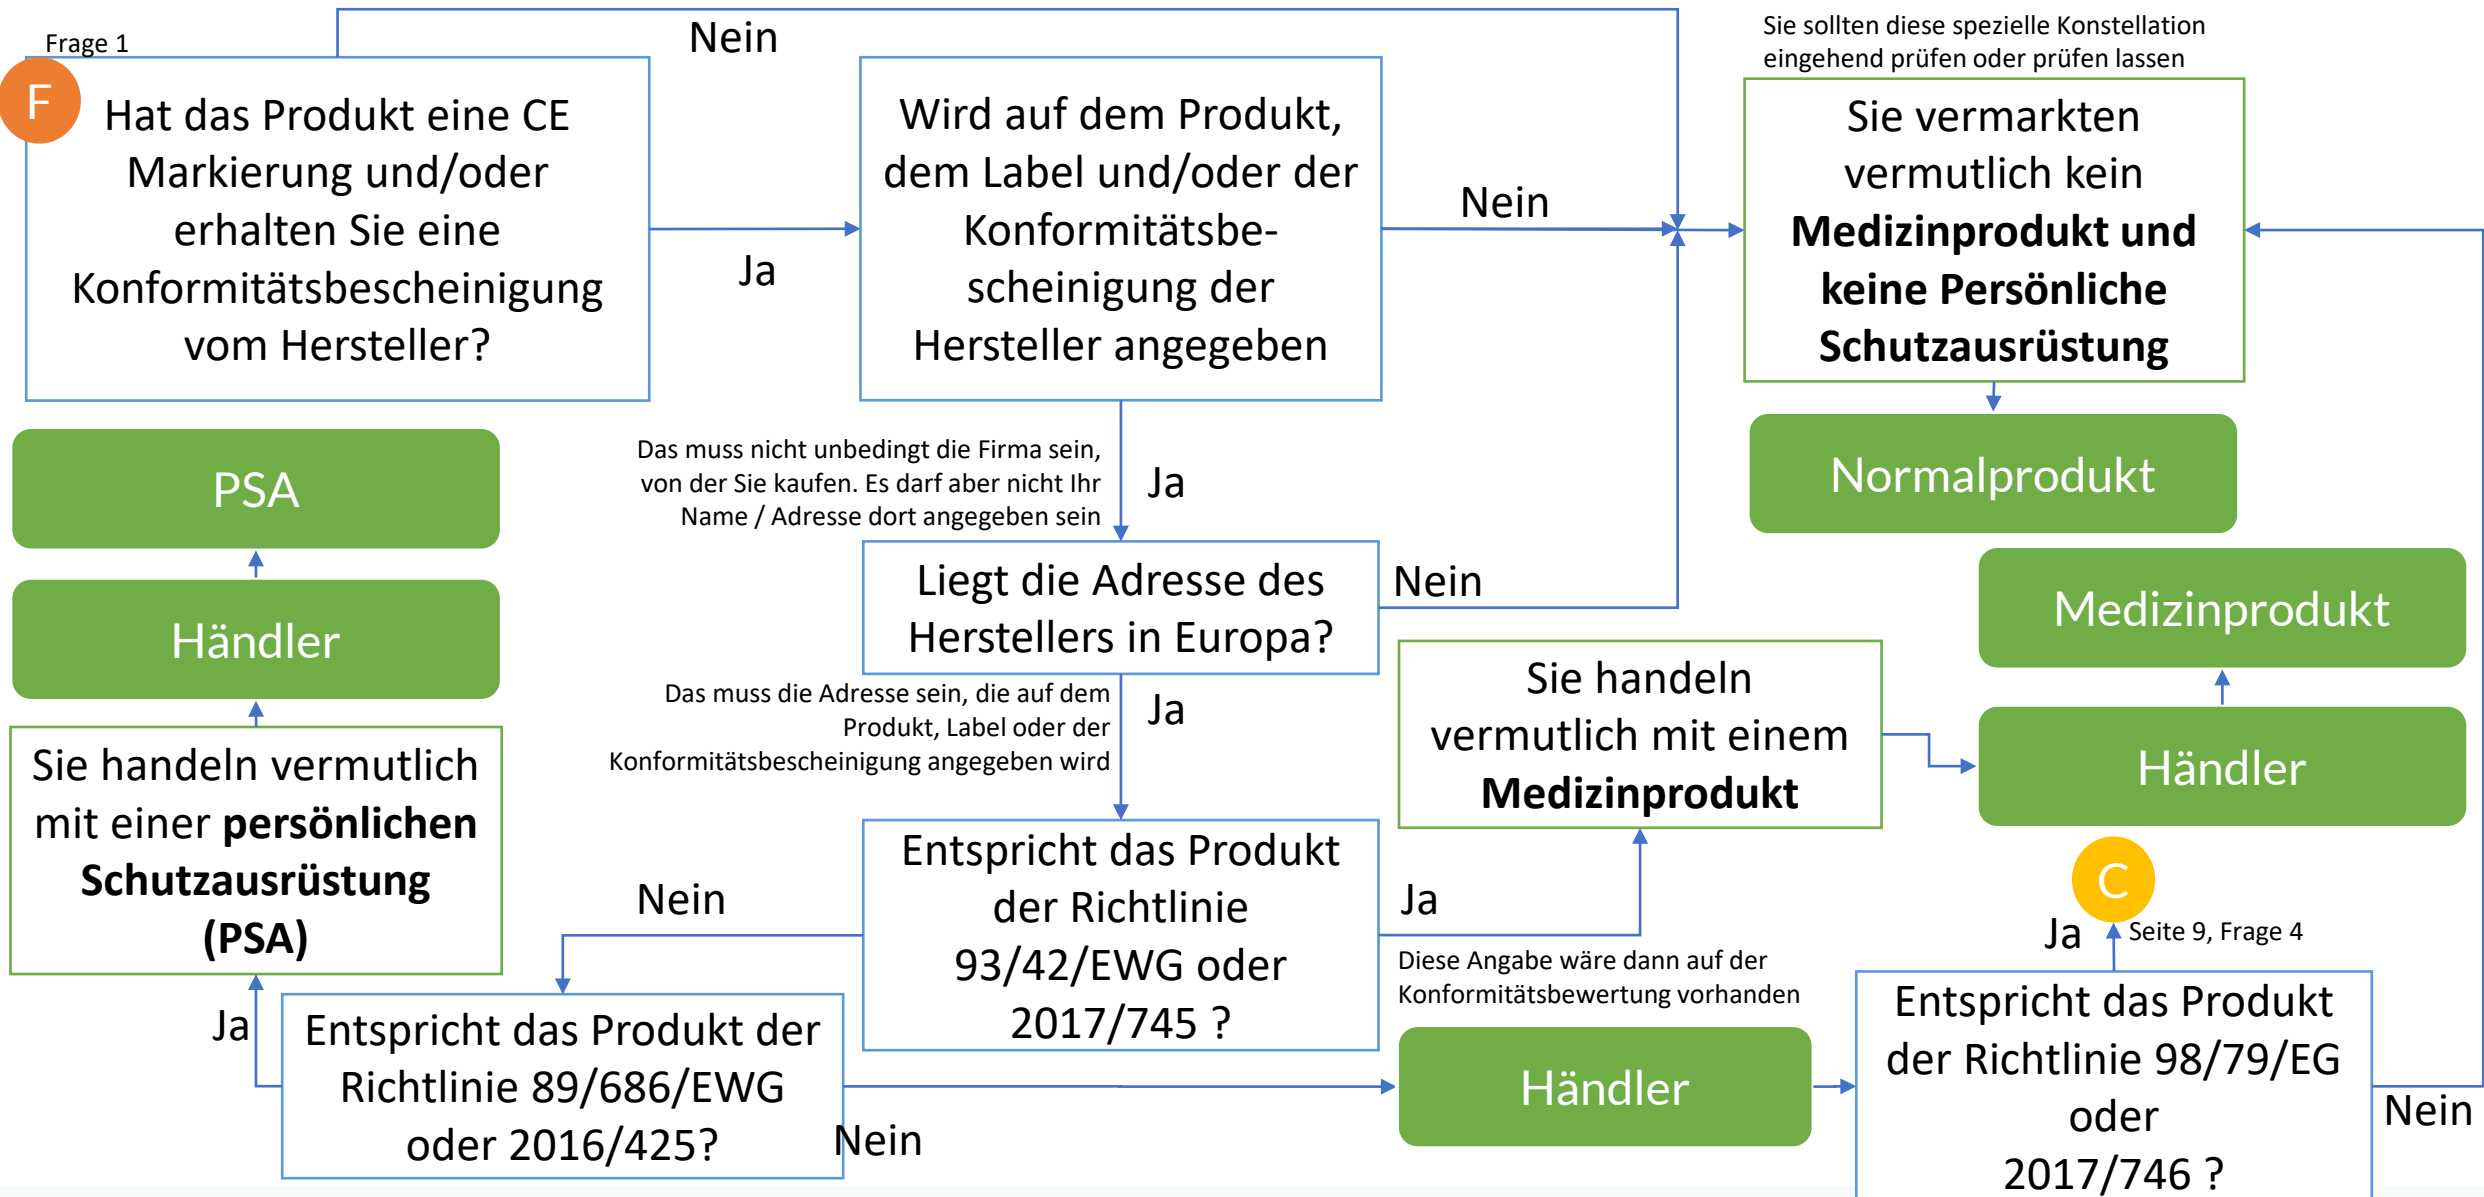 Frage 1
F
Hat das Produkt eine CE
Markierung und/oder
erhalten Sie eine
Konformitätsbescheinigung
vom Hersteller?
Nein
Ja
Wird auf dem Produkt,
dem Label und/oder der
Konformitätsbe-
scheinigung der
Hersteller angegeben
Nein
Sie sollten diese spezielle Konstellation
eingehend prüfen oder prüfen lassen
Sie vermarkten
vermutlich kein
Medizinprodukt und
keine Persönliche
Schutzausrüstung
Normalprodukt
Das muss nicht unbedingt die Firma sein,
von der Sie kaufen. Es darf aber nicht Ihr
Name / Adresse dort angegeben sein
Ja
Liegt die Adresse des
Herstellers in Europa?
Nein
Das muss die Adresse sein, die auf dem
Produkt, Label oder der
Konformitätsbescheinigung angegeben wird
Ja
PSA
Händler
Sie handeln vermutlich
mit einer persönlichen
Schutzausrüstung
(PSA)
Ja
Entspricht das Produkt
der Richtlinie
93/42/EWG oder
2017/745 ?
Nein
Ja
Sie handeln
vermutlich mit einem
Medizinprodukt
Medizinprodukt
Händler
Entspricht das Produkt der
Richtlinie 89/686/EWG
oder 2016/425?
Nein
Diese Angabe wäre dann auf der
Konformitätsbewertung vorhanden
Händler
C
Ja
Seite 9, Frage 4
Entspricht das Produkt
der Richtlinie 98/79/EG
oder
2017/746 ?
Nein